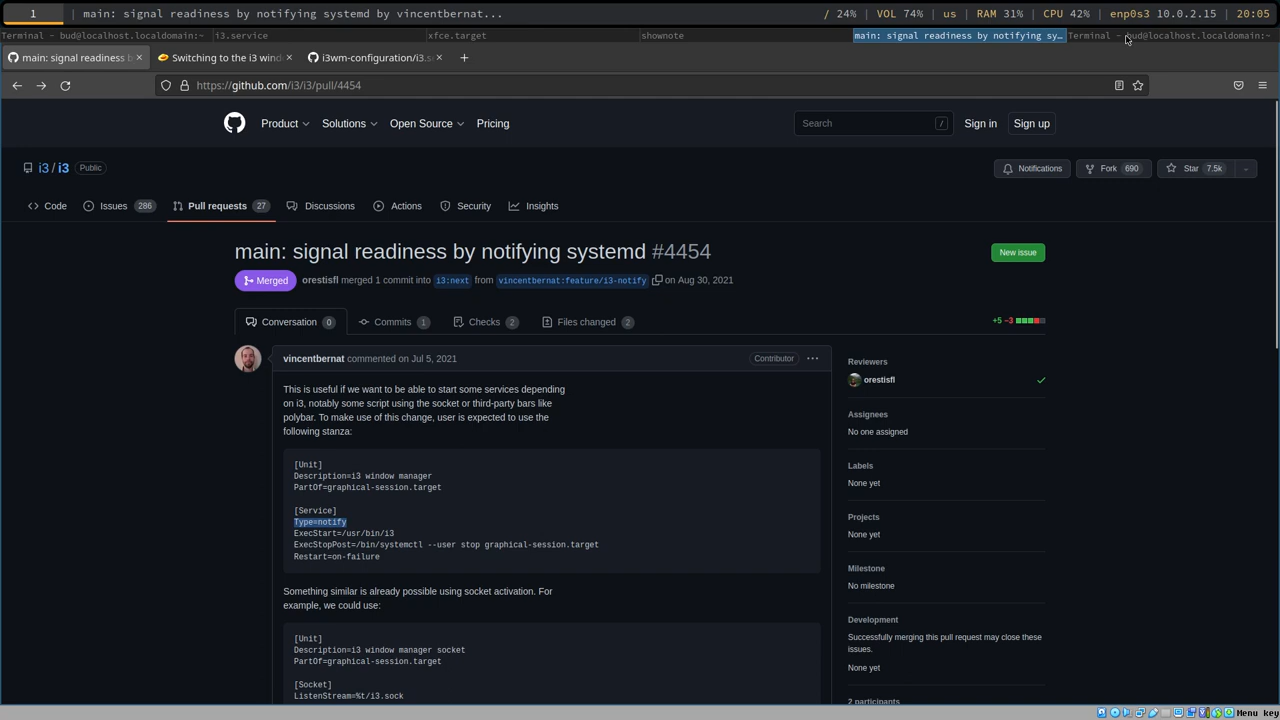 1 | main: signal readiness by notifying systemd by vincentbernat... / 24% | VOL 74% | us | RAM 31% | CPU 42% | enp0s3 10.0.2.15 | 20:05
Terminal - bud@localhost.localdomain:~ i3.service xfce.target shownote main: signal readiness by notifying sy... Terminal - bud@localhost.localdomain:~
main: signal readiness b Switching to the i3 wind i3wm-configuration/i3.s
https://github.com/i3/i3/pull/4454
Product Solutions Open Source Pricing Search / Sign in Sign up
i3 / i3 Public Notifications Fork 690 Star 7.5k
Code Issues 286 Pull requests 27 Discussions Actions Security Insights
main: signal readiness by notifying systemd #4454 New issue
Merged orestisfl merged 1 commit into i3:next from vincentbernat:feature/i3-notify on Aug 30, 2021
Conversation 0 Commits 1 Checks 2 Files changed 2 +5 −3
vincentbernat commented on Jul 5, 2021 Contributor
This is useful if we want to be able to start some services depending
on i3, notably some script using the socket or third-party bars like
polybar. To make use of this change, user is expected to use the
following stanza:
[Unit]
Description=i3 window manager
PartOf=graphical-session.target
[Service]
Type=notify
ExecStart=/usr/bin/i3
ExecStopPost=/bin/systemctl --user stop graphical-session.target
Restart=on-failure
Something similar is already possible using socket activation. For
example, we could use:
[Unit]
Description=i3 window manager socket
PartOf=graphical-session.target
[Socket]
ListenStream=%t/i3.sock
Reviewers
orestisfl
Assignees
No one assigned
Labels
None yet
Projects
None yet
Milestone
No milestone
Development
Successfully merging this pull request may close these
issues.
None yet
2 participants
Menu key